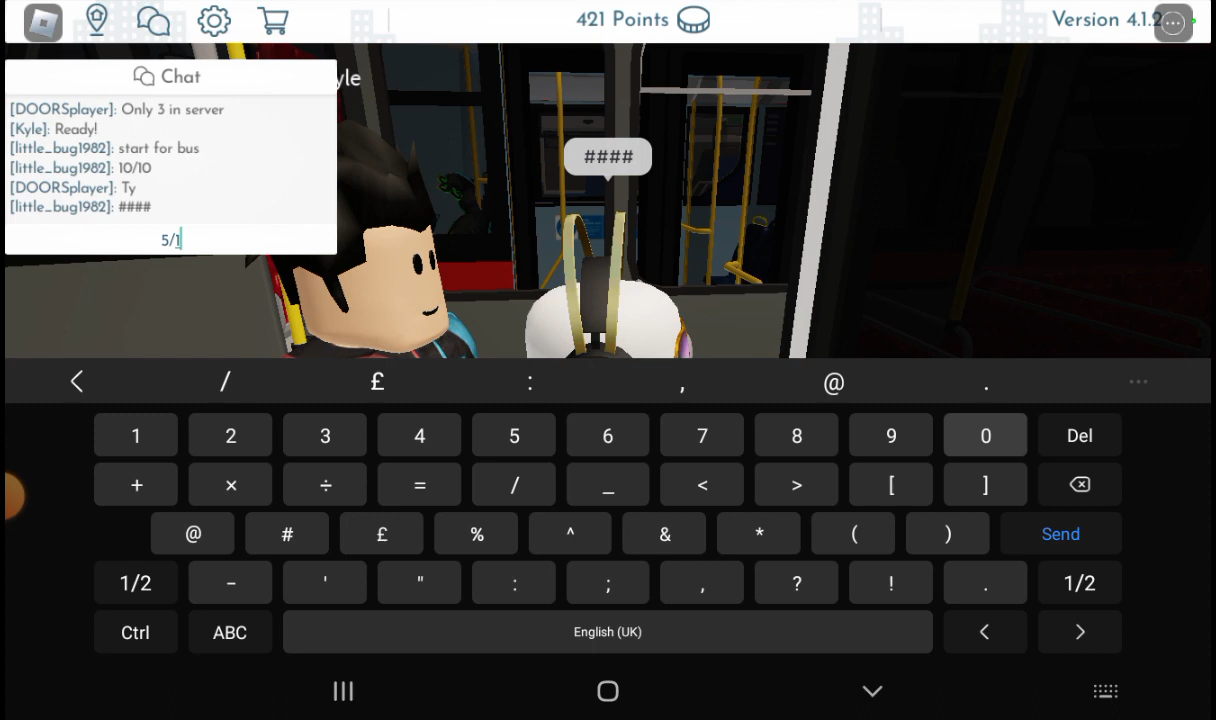 421 Points
Version 4.1.2
Chat
yle
[DOORSplayer]: Only 3 in server
[Kyle]: Ready!
[little_bug1982]: start for bus
[little_bug1982]: 10/10
[DOORSplayer]: Ty
[little_bug1982]: ####
5/1
####
/ £ : , @ . ...
1 2 3 4 5 6 7 8 9 0 Del
+ × ÷ = / _ < > [ ]
@ # £ % ^ & * ( ) Send
1/2 - ' " : ; , ? ! . 1/2
Ctrl ABC English (UK) < >